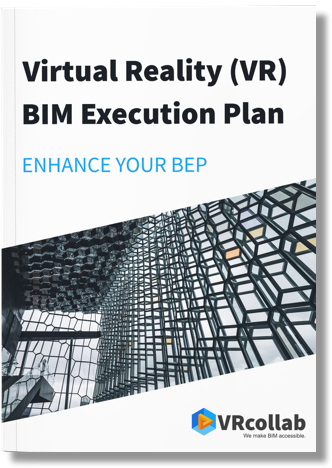 Virtual Reality (VR)
BIM Execution Plan
ENHANCE YOUR BEP
VRcollab
We make BIM accessible.